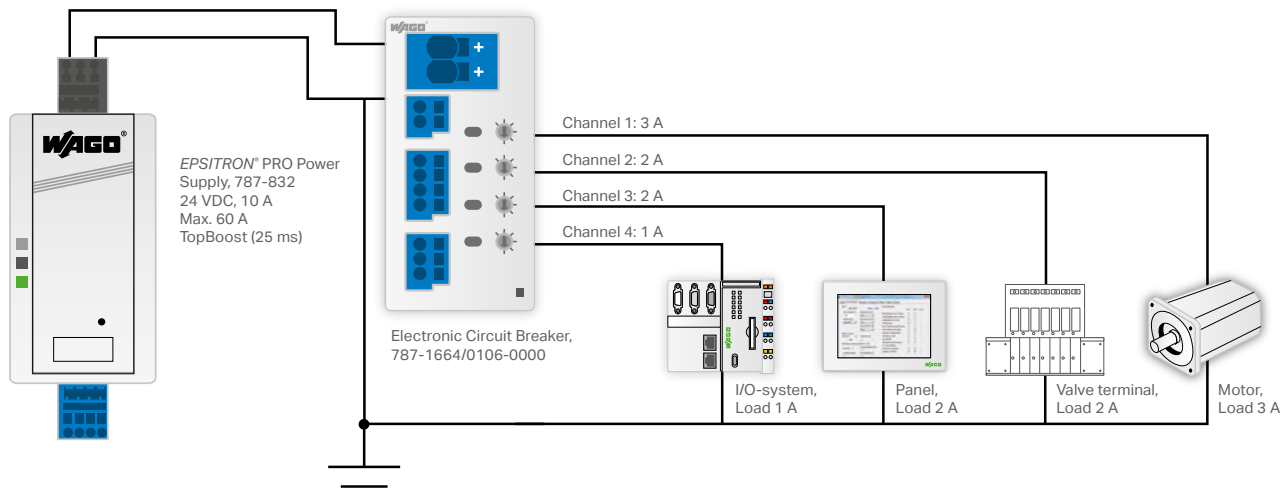 WAGO®
+
+
WAGO®
EPSITRON® PRO Power
Supply, 787-832
24 VDC, 10 A
Max. 60 A
TopBoost (25 ms)
Channel 1: 3 A
Channel 2: 2 A
Channel 3: 2 A
Channel 4: 1 A
Electronic Circuit Breaker,
787-1664/0106-0000
WAGO
WAGO
I/O-system,
Load 1 A
Panel,
Load 2 A
Valve terminal,
Load 2 A
Motor,
Load 3 A